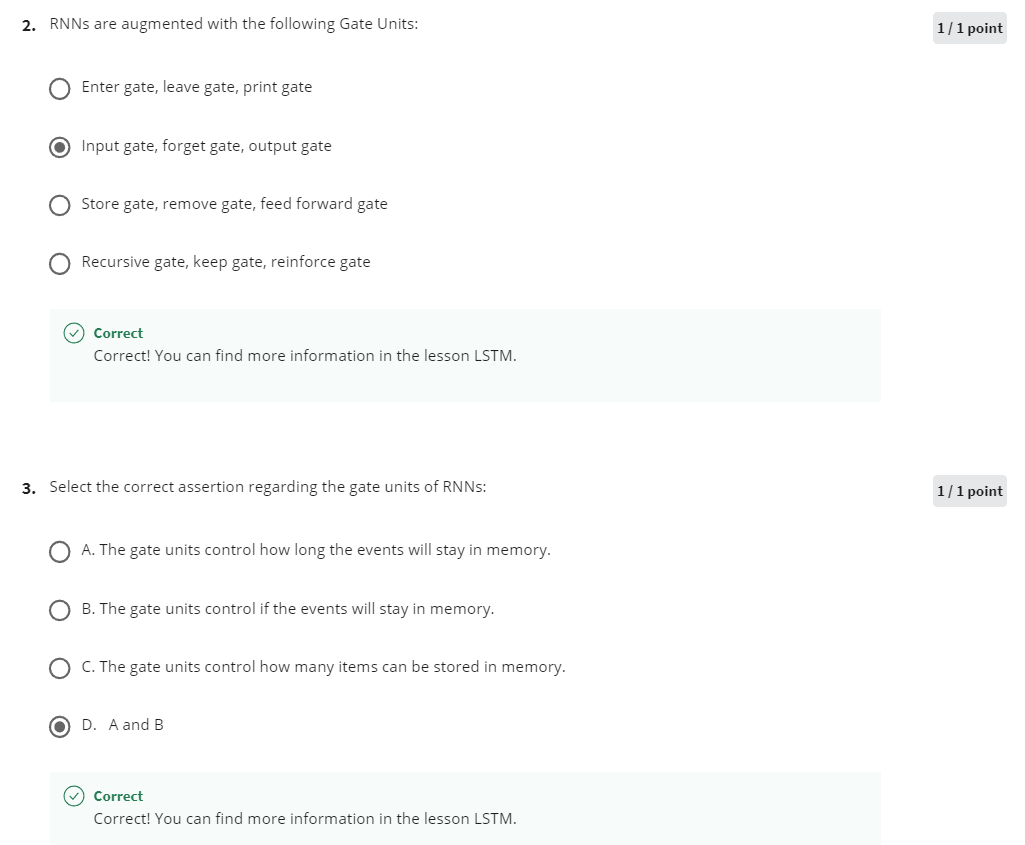 2. RNNs are augmented with the following Gate Units:
1 / 1 point
Enter gate, leave gate, print gate
Input gate, forget gate, output gate
Store gate, remove gate, feed forward gate
Recursive gate, keep gate, reinforce gate
Correct
Correct! You can find more information in the lesson LSTM.
3. Select the correct assertion regarding the gate units of RNNs:
1 / 1 point
A. The gate units control how long the events will stay in memory.
B. The gate units control if the events will stay in memory.
C. The gate units control how many items can be stored in memory.
D. A and B
Correct
Correct! You can find more information in the lesson LSTM.